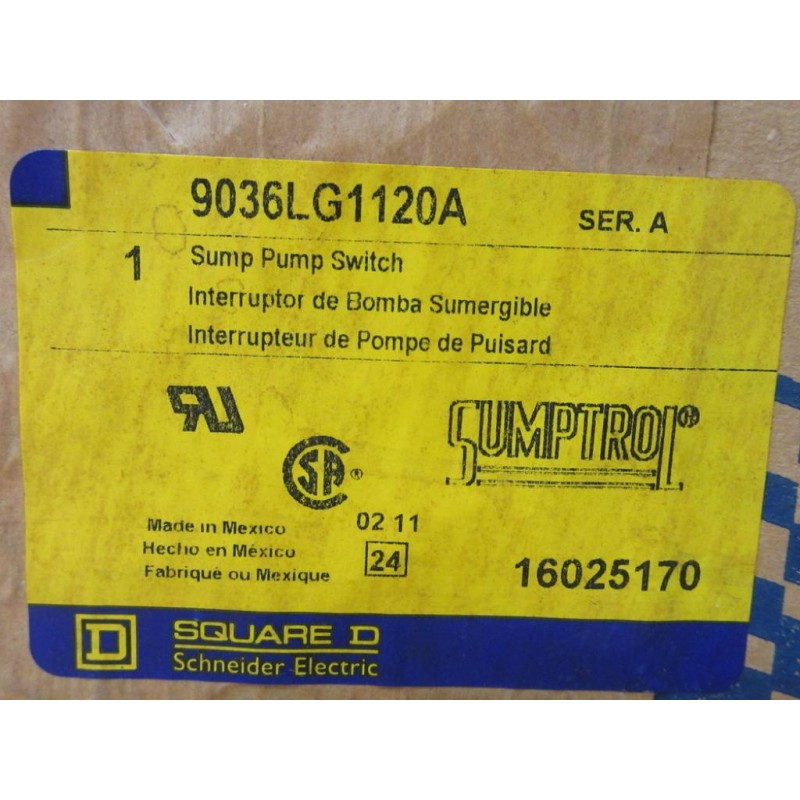 9036LG1120A SER. A
1 Sump Pump Switch
Interruptor de Bomba Sumergible
Interrupteur de Pompe de Puisard
SUMPTROL®
SA®
Made in Mexico 02 11
Hecho en México 24
Fabriqué ou Mexique 16025170
D SQUARE D
Schneider Electric